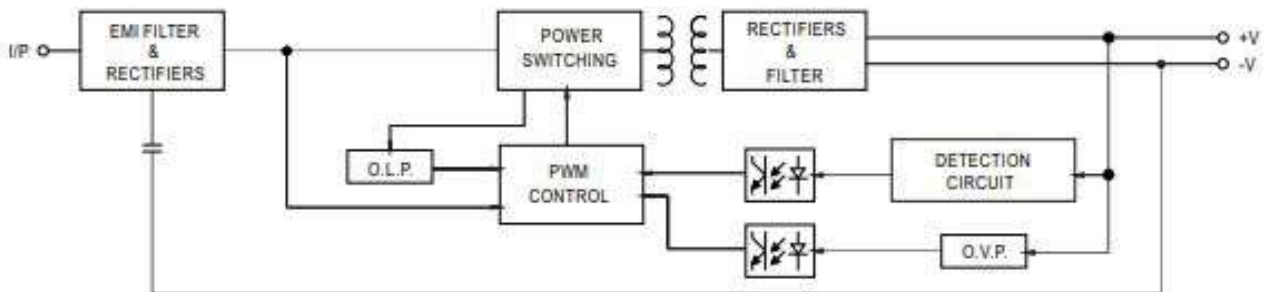 EMI FILTER
&
RECTIFIERS
I/P
POWER
SWITCHING
RECTIFIERS
&
FILTER
+V
-V
O.L.P.
PWM
CONTROL
DETECTION
CIRCUIT
O.V.P.